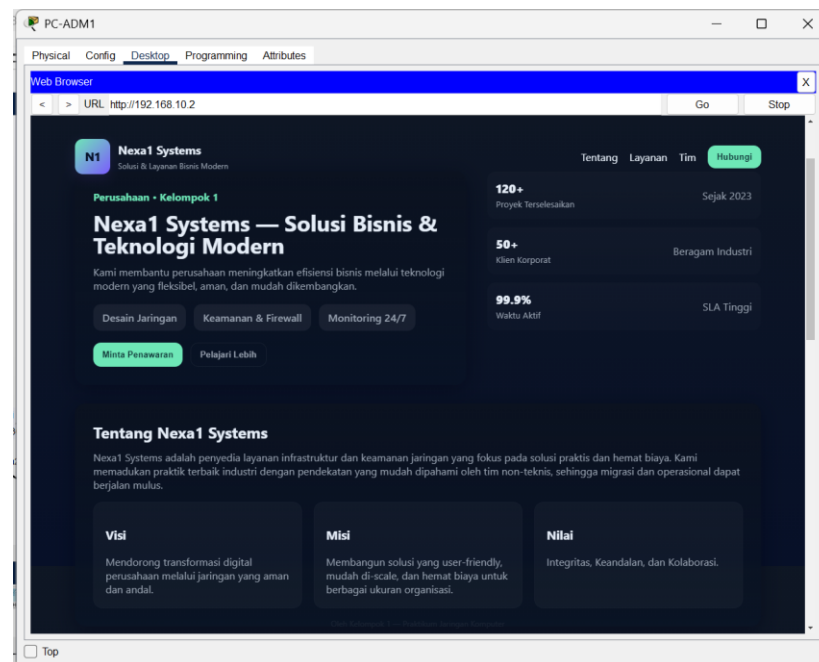 PC-ADM1
Physical Config Desktop Programming Attributes
Web Browser
X
< > URL http://192.168.10.2 Go Stop
N1
Nexa1 Systems
Solusi & Layanan Bisnis Modern
Tentang Layanan Tim Hubungi
Perusahaan • Kelompok 1
Nexa1 Systems — Solusi Bisnis &
Teknologi Modern
Kami membantu perusahaan meningkatkan efisiensi bisnis melalui teknologi
modern yang fleksibel, aman, dan mudah dikembangkan.
Desain Jaringan Keamanan & Firewall Monitoring 24/7
Minta Penawaran Pelajari Lebih
120+
Proyek Terselesaikan
Sejak 2023
50+
Klien Korporat
Beragam Industri
99.9%
Waktu Aktif
SLA Tinggi
Tentang Nexa1 Systems
Nexa1 Systems adalah penyedia layanan infrastruktur dan keamanan jaringan yang fokus pada solusi praktis dan hemat biaya. Kami
memadukan praktik terbaik industri dengan pendekatan yang mudah dipahami oleh tim non-teknis, sehingga migrasi dan operasional dapat
berjalan mulus.
Visi
Mendorong transformasi digital
perusahaan melalui jaringan yang aman
dan andal.
Misi
Membangun solusi yang user-friendly,
mudah di-scale, dan hemat biaya untuk
berbagai ukuran organisasi.
Nilai
Integritas, Keandalan, dan Kolaborasi.
Top